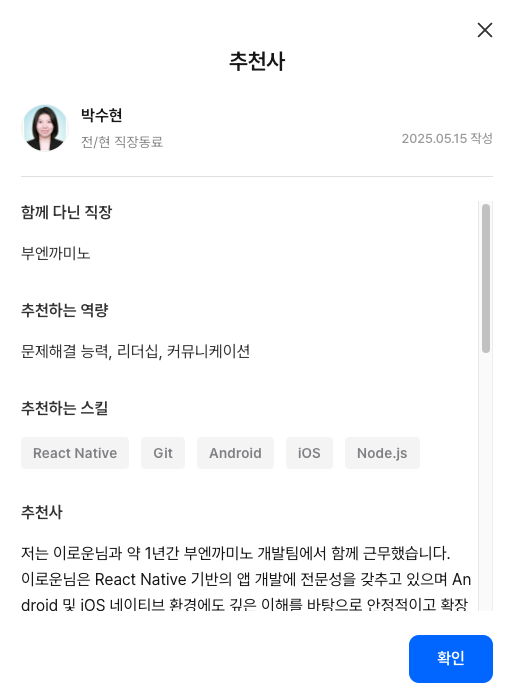 추천사
박수현
전/현 직장동료
2025.05.15 작성
함께 다닌 직장
부엔까미노
추천하는 역량
문제해결 능력, 리더십, 커뮤니케이션
추천하는 스킬
React Native
Git
Android
iOS
Node.js
추천사
저는 이로운님과 약 1년간 부엔까미노 개발팀에서 함께 근무했습니다.
이로운님은 React Native 기반의 앱 개발에 전문성을 갖추고 있으며 An
droid 및 iOS 네이티브 환경에도 깊은 이해를 바탕으로 안정적이고 확장
확인